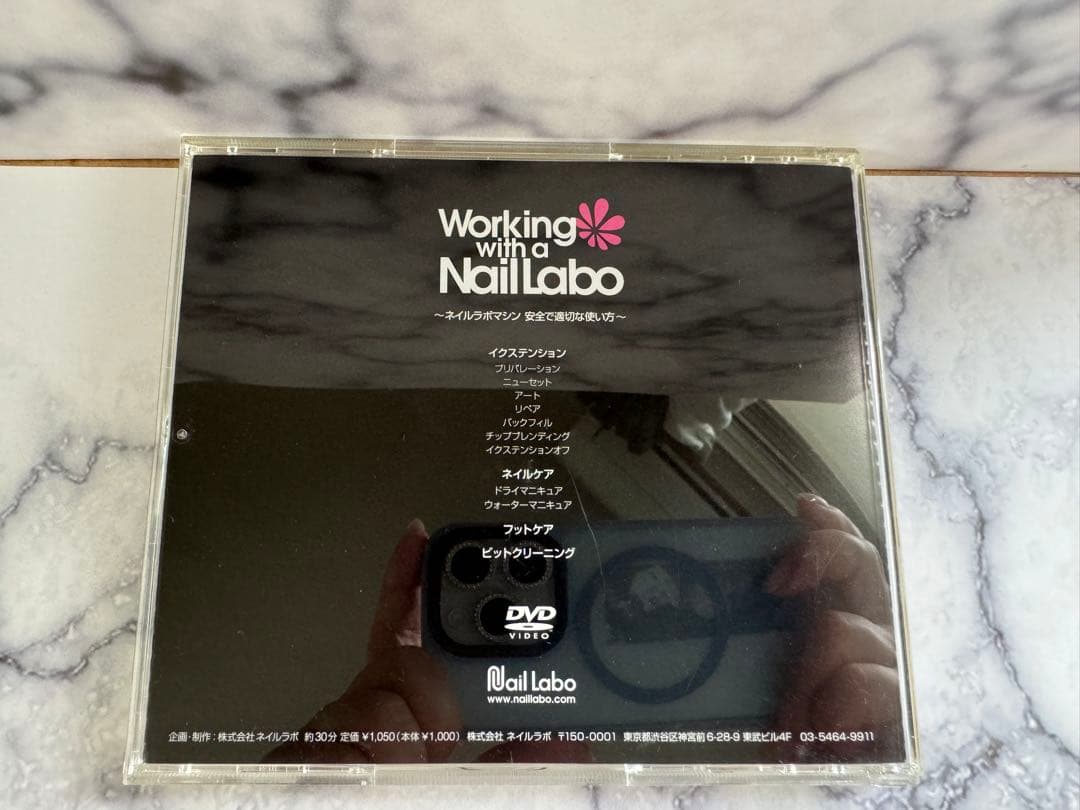 Working
with a
Nail Labo
〜ネイルラボマシン 安全で適切な使い方〜
イクステンション
プリパレーション
ニューセット
アート
リペア
バックフィル
チップブレンディング
イクステンションオフ
ネイルケア
ドライマニキュア
ウォーターマニキュア
フットケア
ビットクリーニング
DVD
VIDEO
Nail Labo
www.naillabo.com
企画・制作：株式会社ネイルラボ 約30分 定価¥1,050(本体¥1,000) 株式会社 ネイルラボ 〒150-0001 東京都渋谷区神宮前6-28-9 東武ビル4F 03-5464-9911